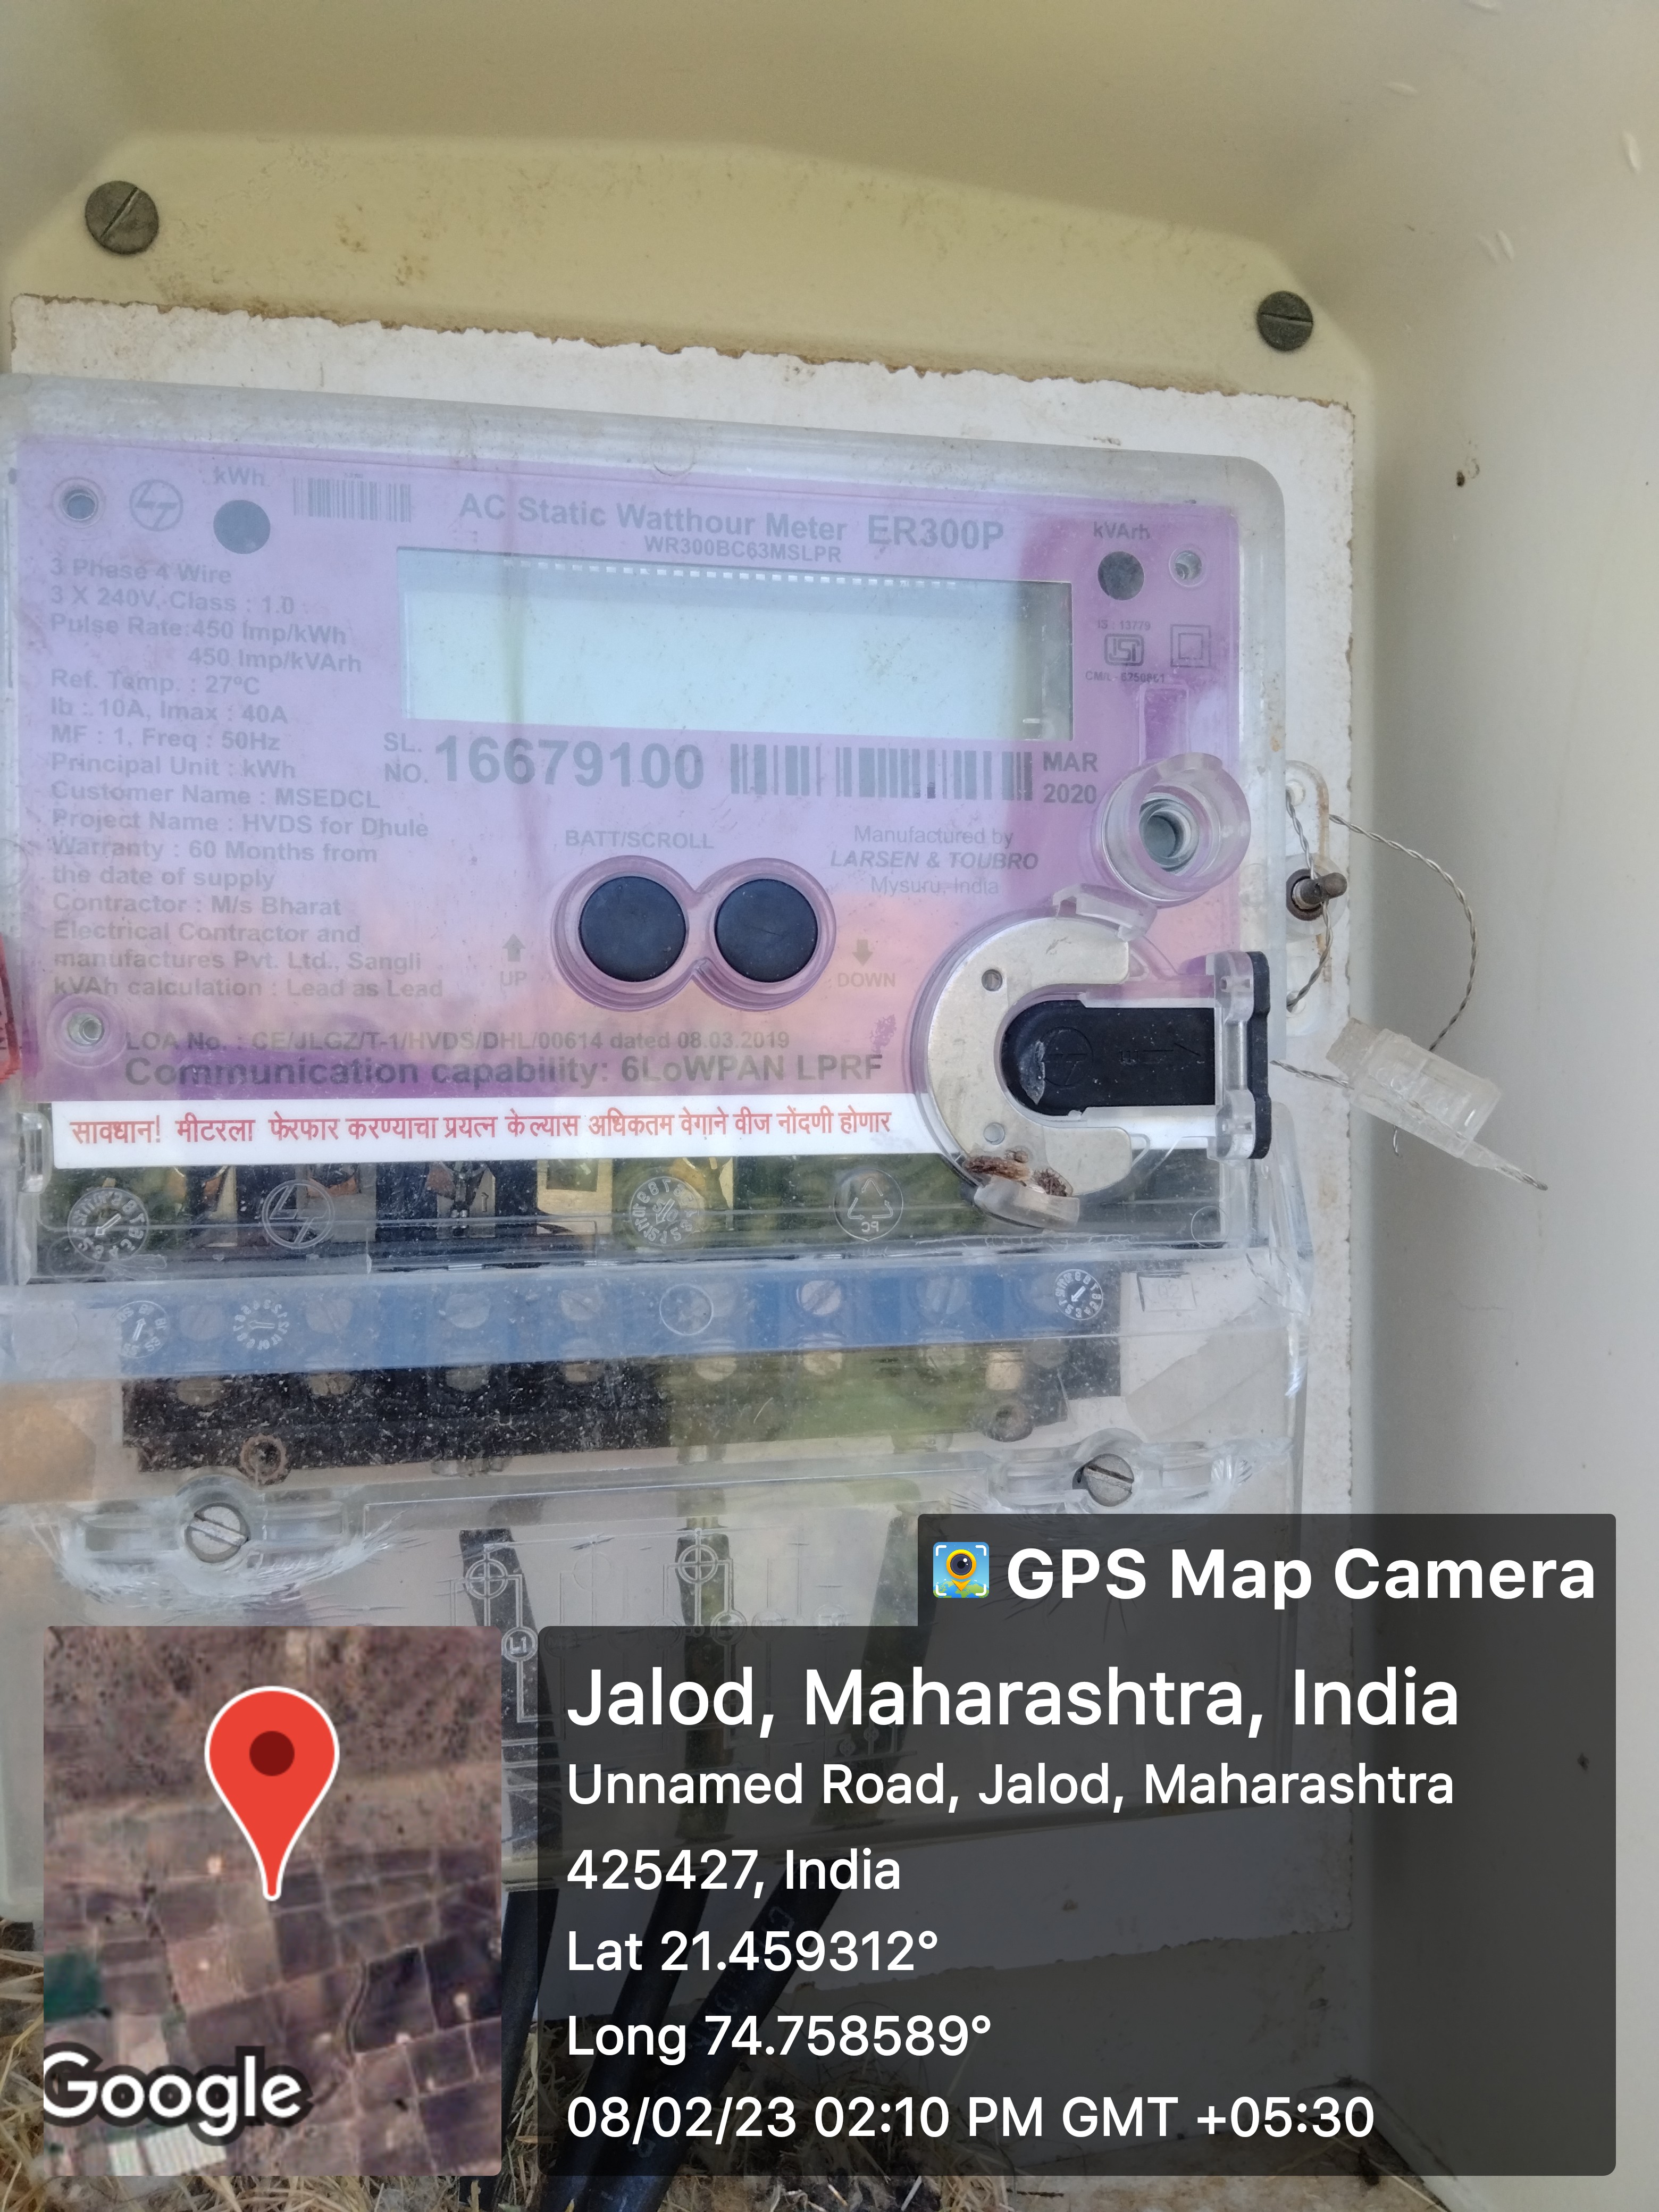 kWh
AC Static Watthour Meter ER300P
WR300BC63MSLPR
kVArh
3 Phase 4 Wire
3 X 240V, Class : 1.0
Pulse Rate:450 Imp/kWh
450 Imp/kVArh
Ref. Temp. : 27°C
Ib : 10A, Imax : 40A
MF : 1, Freq : 50Hz
Principal Unit : kWh
Customer Name : MSEDCL
Project Name : HVDS for Dhule
Warranty : 60 Months from
the date of supply
Contractor : M/s Bharat
Electrical Contractor and
manufactures Pvt. Ltd., Sangli
kVAh calculation : Lead as Lead
IS : 13779
SL.
NO. 16679100
MAR
2020
BATT/SCROLL
Manufactured by
LARSEN & TOUBRO
Mysuru, India
UP
DOWN
LOA No. : CE/JLGZ/T-1/HVDS/DHL/00614 dated 08.03.2019
Communication capability: 6LoWPAN LPRF
सावधान! मीटरला फेरफार करण्याचा प्रयत्न केल्यास अधिकतम वेगाने वीज नोंदणी होणार
L1
GPS Map Camera
Jalod, Maharashtra, India
Unnamed Road, Jalod, Maharashtra
425427, India
Lat 21.459312°
Long 74.758589°
08/02/23 02:10 PM GMT +05:30
Google